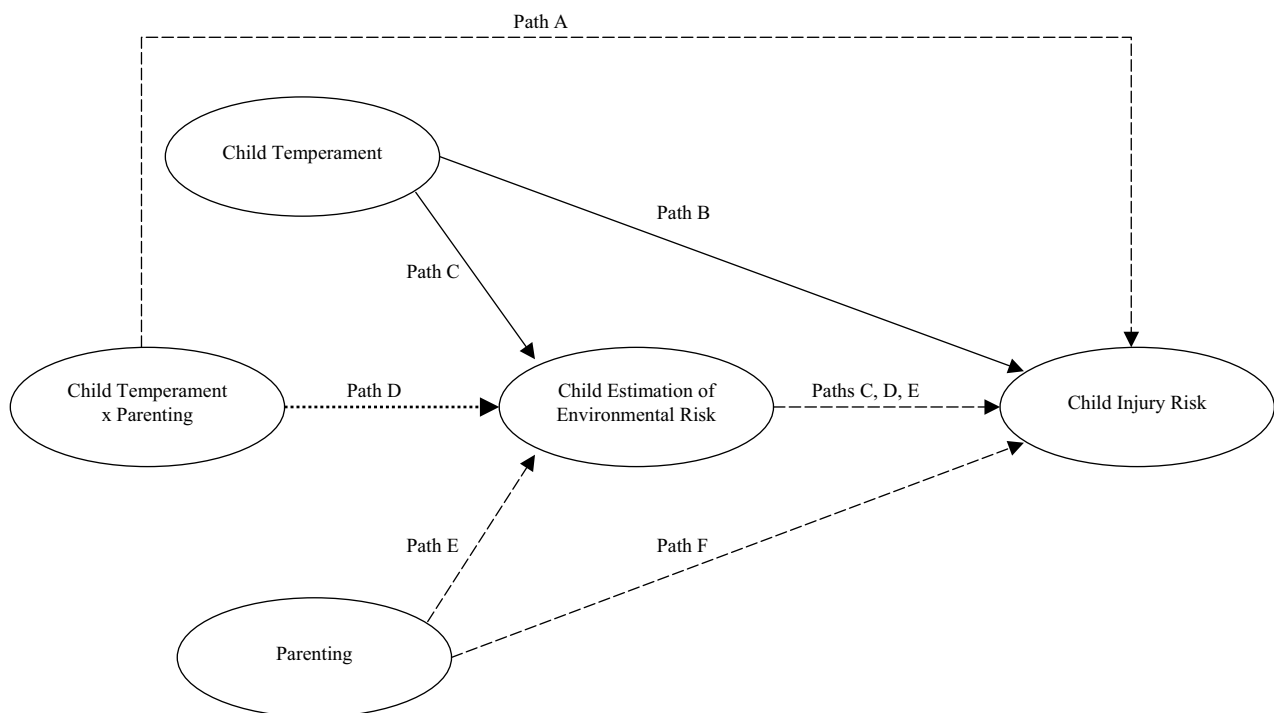 Path A
Child Temperament
Path B
Path C
Child Temperament
x Parenting
Path D
Child Estimation of
Environmental Risk
Paths C, D, E
Child Injury Risk
Path E
Path F
Parenting